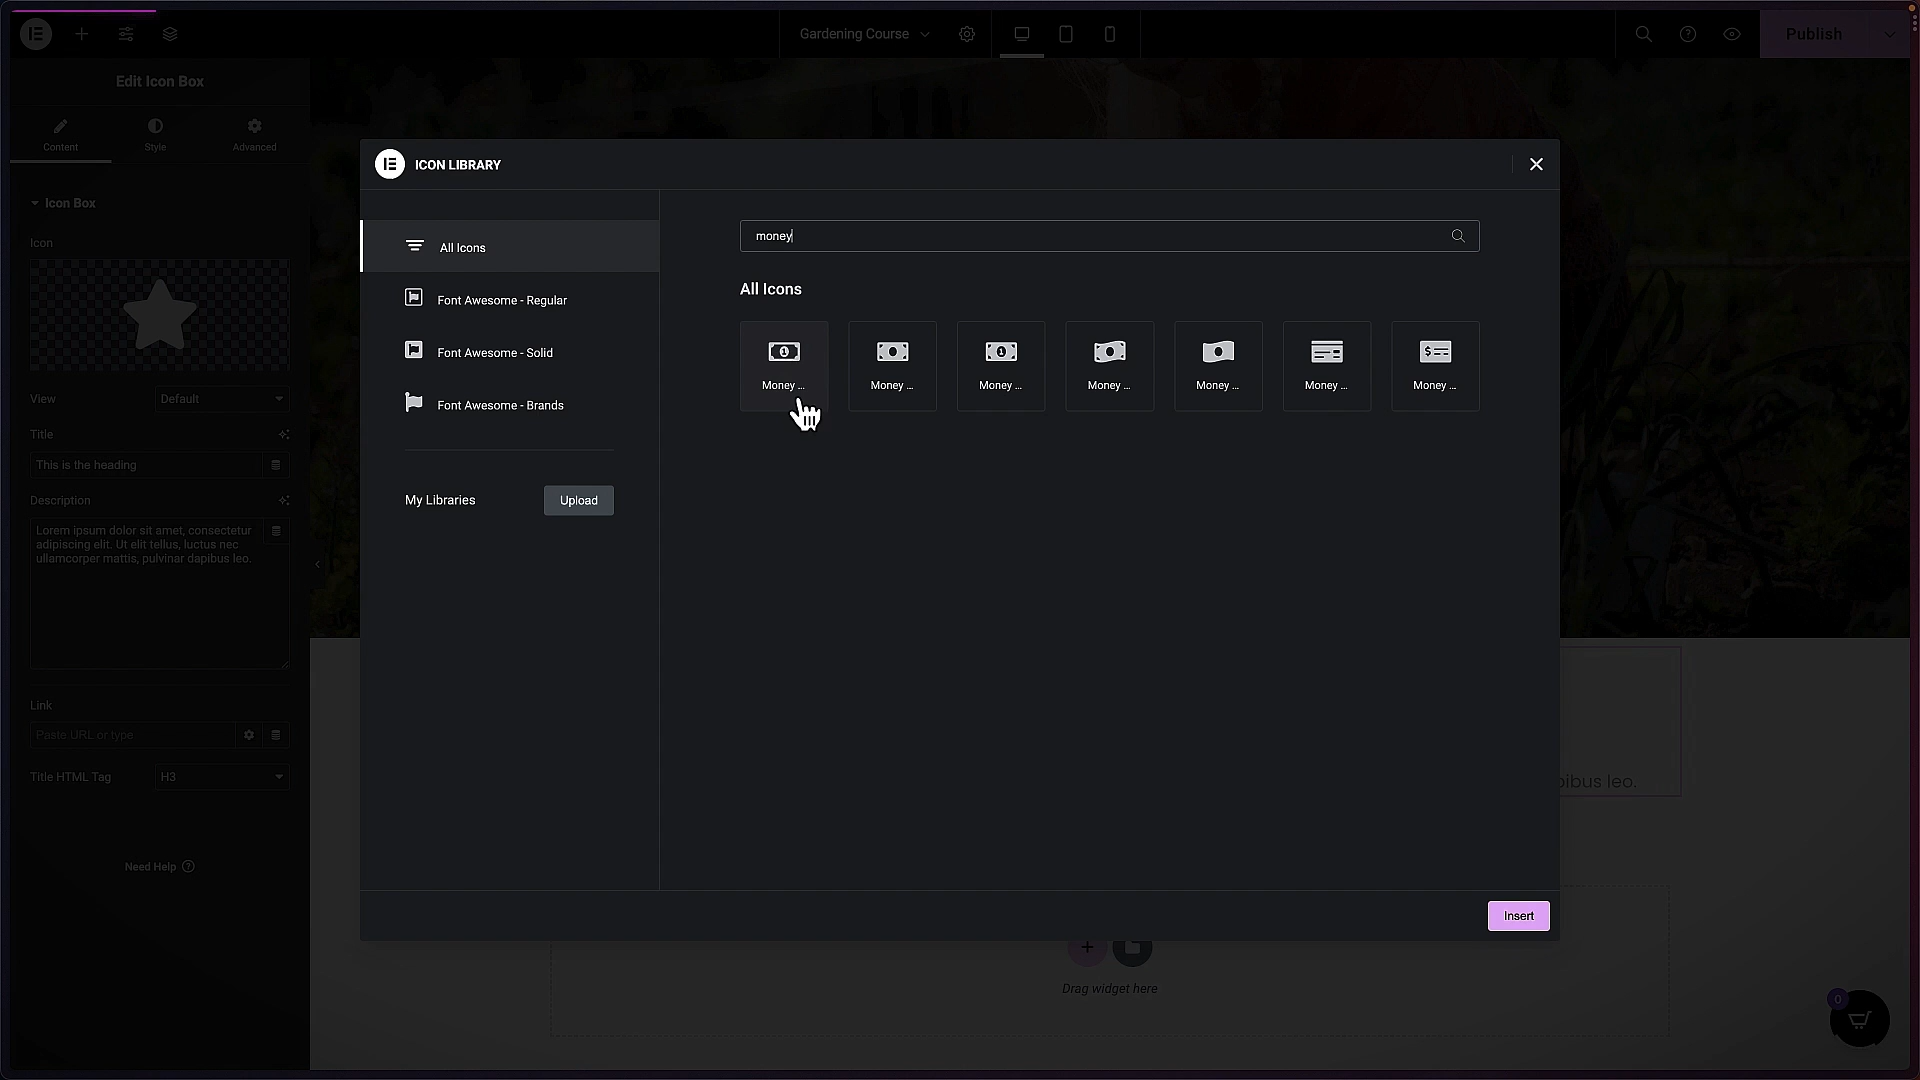 Gardening Course
Publish
Edit Icon Box
Content
Style
Advanced
Icon Box
Icon
View
Default
Title
This is the heading
Description
Lorem ipsum dolor sit amet, consectetur
adipiscing elit. Ut elit tellus, luctus nec
ullamcorper mattis, pulvinar dapibus leo.
Link
Paste URL or type
Title HTML Tag
H3
Need Help
ICON LIBRARY
All Icons
Font Awesome - Regular
Font Awesome - Solid
Font Awesome - Brands
My Libraries
Upload
money
All Icons
Money ...
Money ...
Money ...
Money ...
Money ...
Money ...
Money ...
Insert
pibus leo.
Drag widget here
0